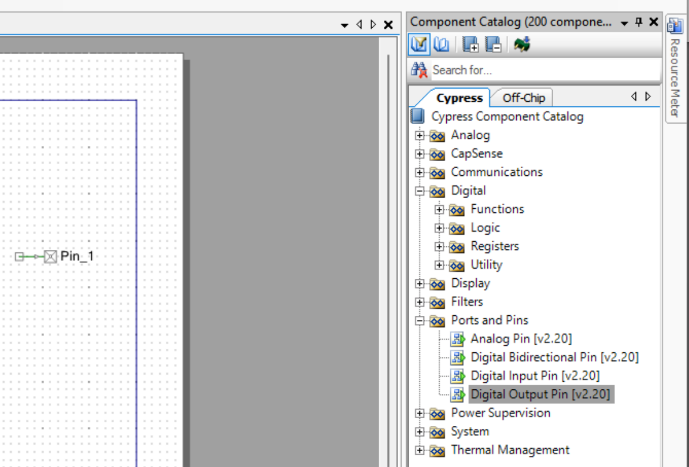 Component Catalog (200 compone...
Search for...
Cypress
Off-Chip
Cypress Component Catalog
Analog
CapSense
Communications
Digital
Functions
Logic
Registers
Utility
Display
Filters
Ports and Pins
Analog Pin [v2.20]
Digital Bidirectional Pin [v2.20]
Digital Input Pin [v2.20]
Digital Output Pin [v2.20]
Power Supervision
System
Thermal Management
Pin_1
Resource Meter